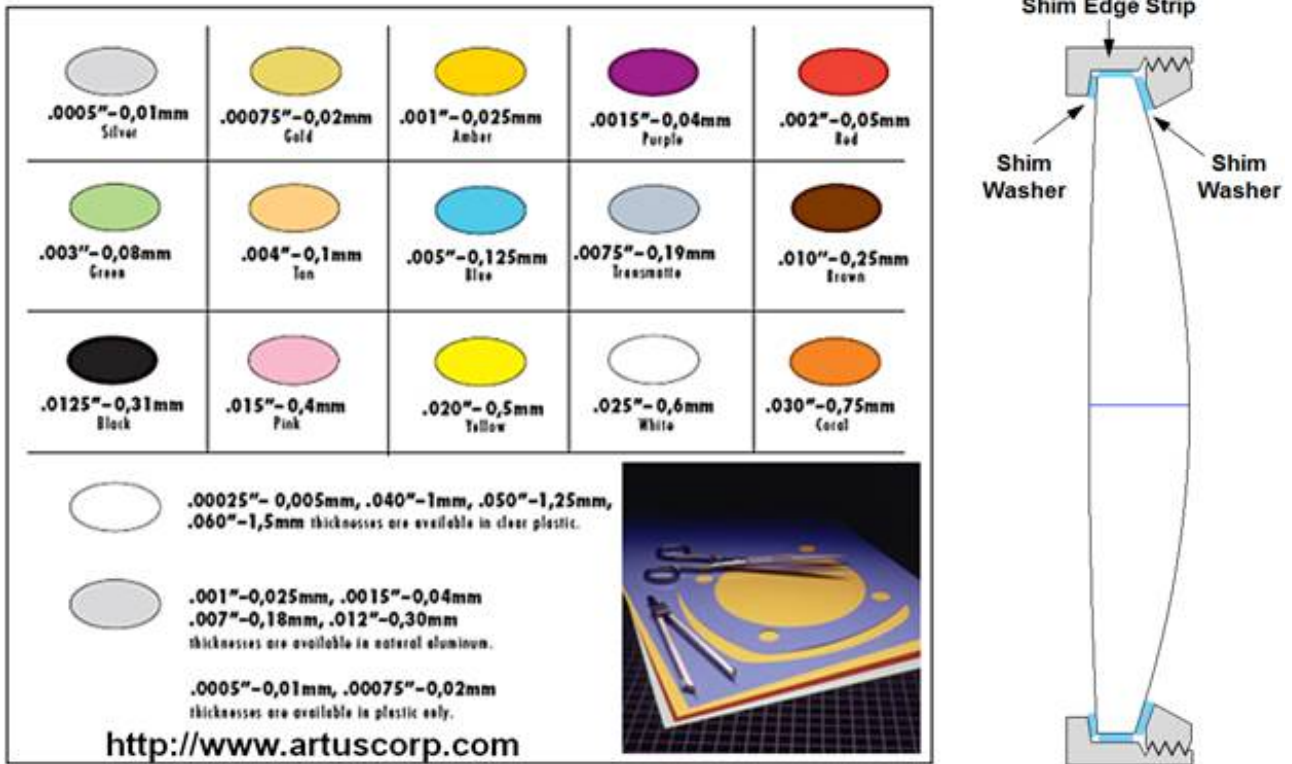 .0005"-0,01mm
Silver
.00075"-0,02mm
Gold
.001"-0,025mm
Amber
.0015"-0,04mm
Purple
.002"-0,05mm
Red
.003"-0,08mm
Green
.004"-0,1mm
Tan
.005"-0,125mm
Blue
.0075"-0,19mm
Transmatte
.010"-0,25mm
Brown
.0125"-0,31mm
Black
.015"-0,4mm
Pink
.020"-0,5mm
Yellow
.025"-0,6mm
White
.030"-0,75mm
Coral
.00025"- 0,005mm, .040"-1mm, .050"-1,25mm,
.060"-1,5mm thicknesses are available in clear plastic.
.001"-0,025mm, .0015"-0,04mm
.007"-0,18mm, .012"-0,30mm
thicknesses are available in natural aluminum.
.0005"-0,01mm, .00075"-0,02mm
thicknesses are available in plastic only.
http://www.artuscorp.com
Shim Edge Strip
Shim
Washer
Shim
Washer